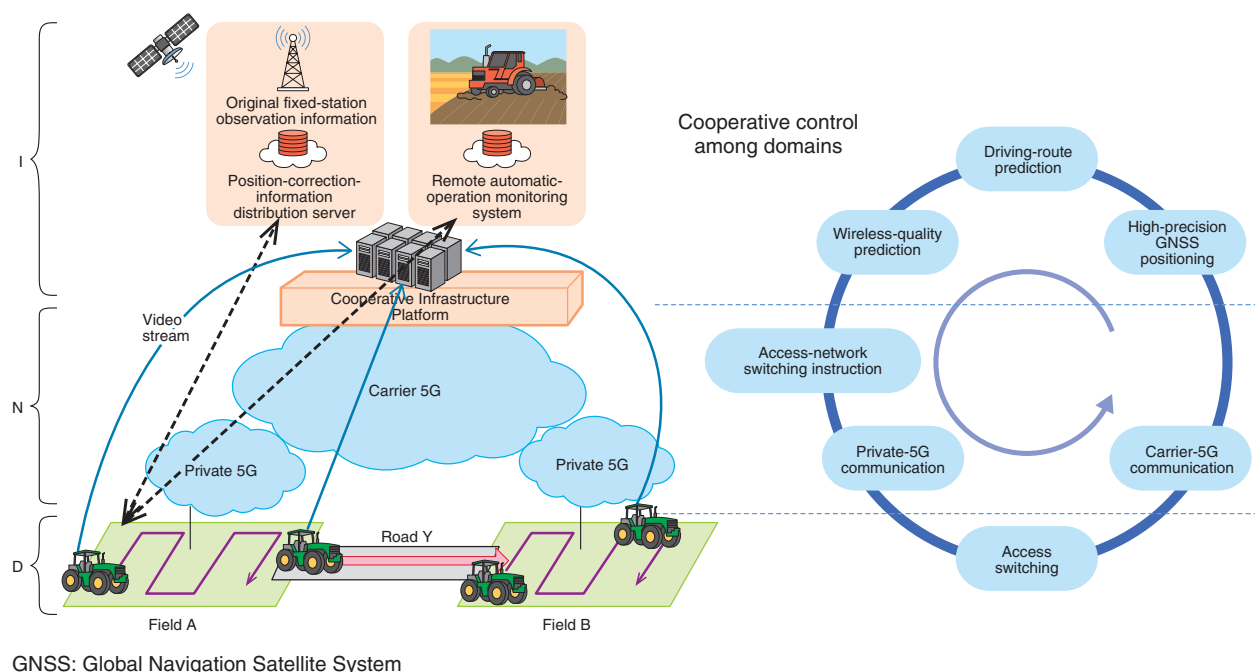 Original fixed-station
observation information
Position-correction-
information
distribution server
Remote automatic-
operation monitoring
system
I
Cooperative Infrastructure
Platform
Video
stream
Carrier 5G
N
Private 5G
Private 5G
D
Road Y
Field A
Field B
GNSS: Global Navigation Satellite System
Cooperative control
among domains
Driving-route
prediction
Wireless-quality
prediction
High-precision
GNSS
positioning
Access-network
switching instruction
Private-5G
communication
Carrier-5G
communication
Access
switching